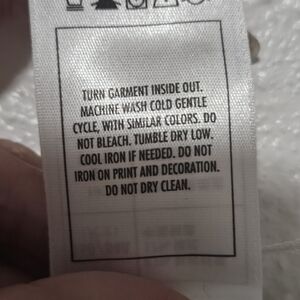 TURN GARMENT INSIDE OUT.
MACHINE WASH COLD GENTLE
CYCLE, WITH SIMILAR COLORS. DO
NOT BLEACH. TUMBLE DRY LOW.
COOL IRON IF NEEDED. DO NOT
IRON ON PRINT AND DECORATION.
DO NOT DRY CLEAN.